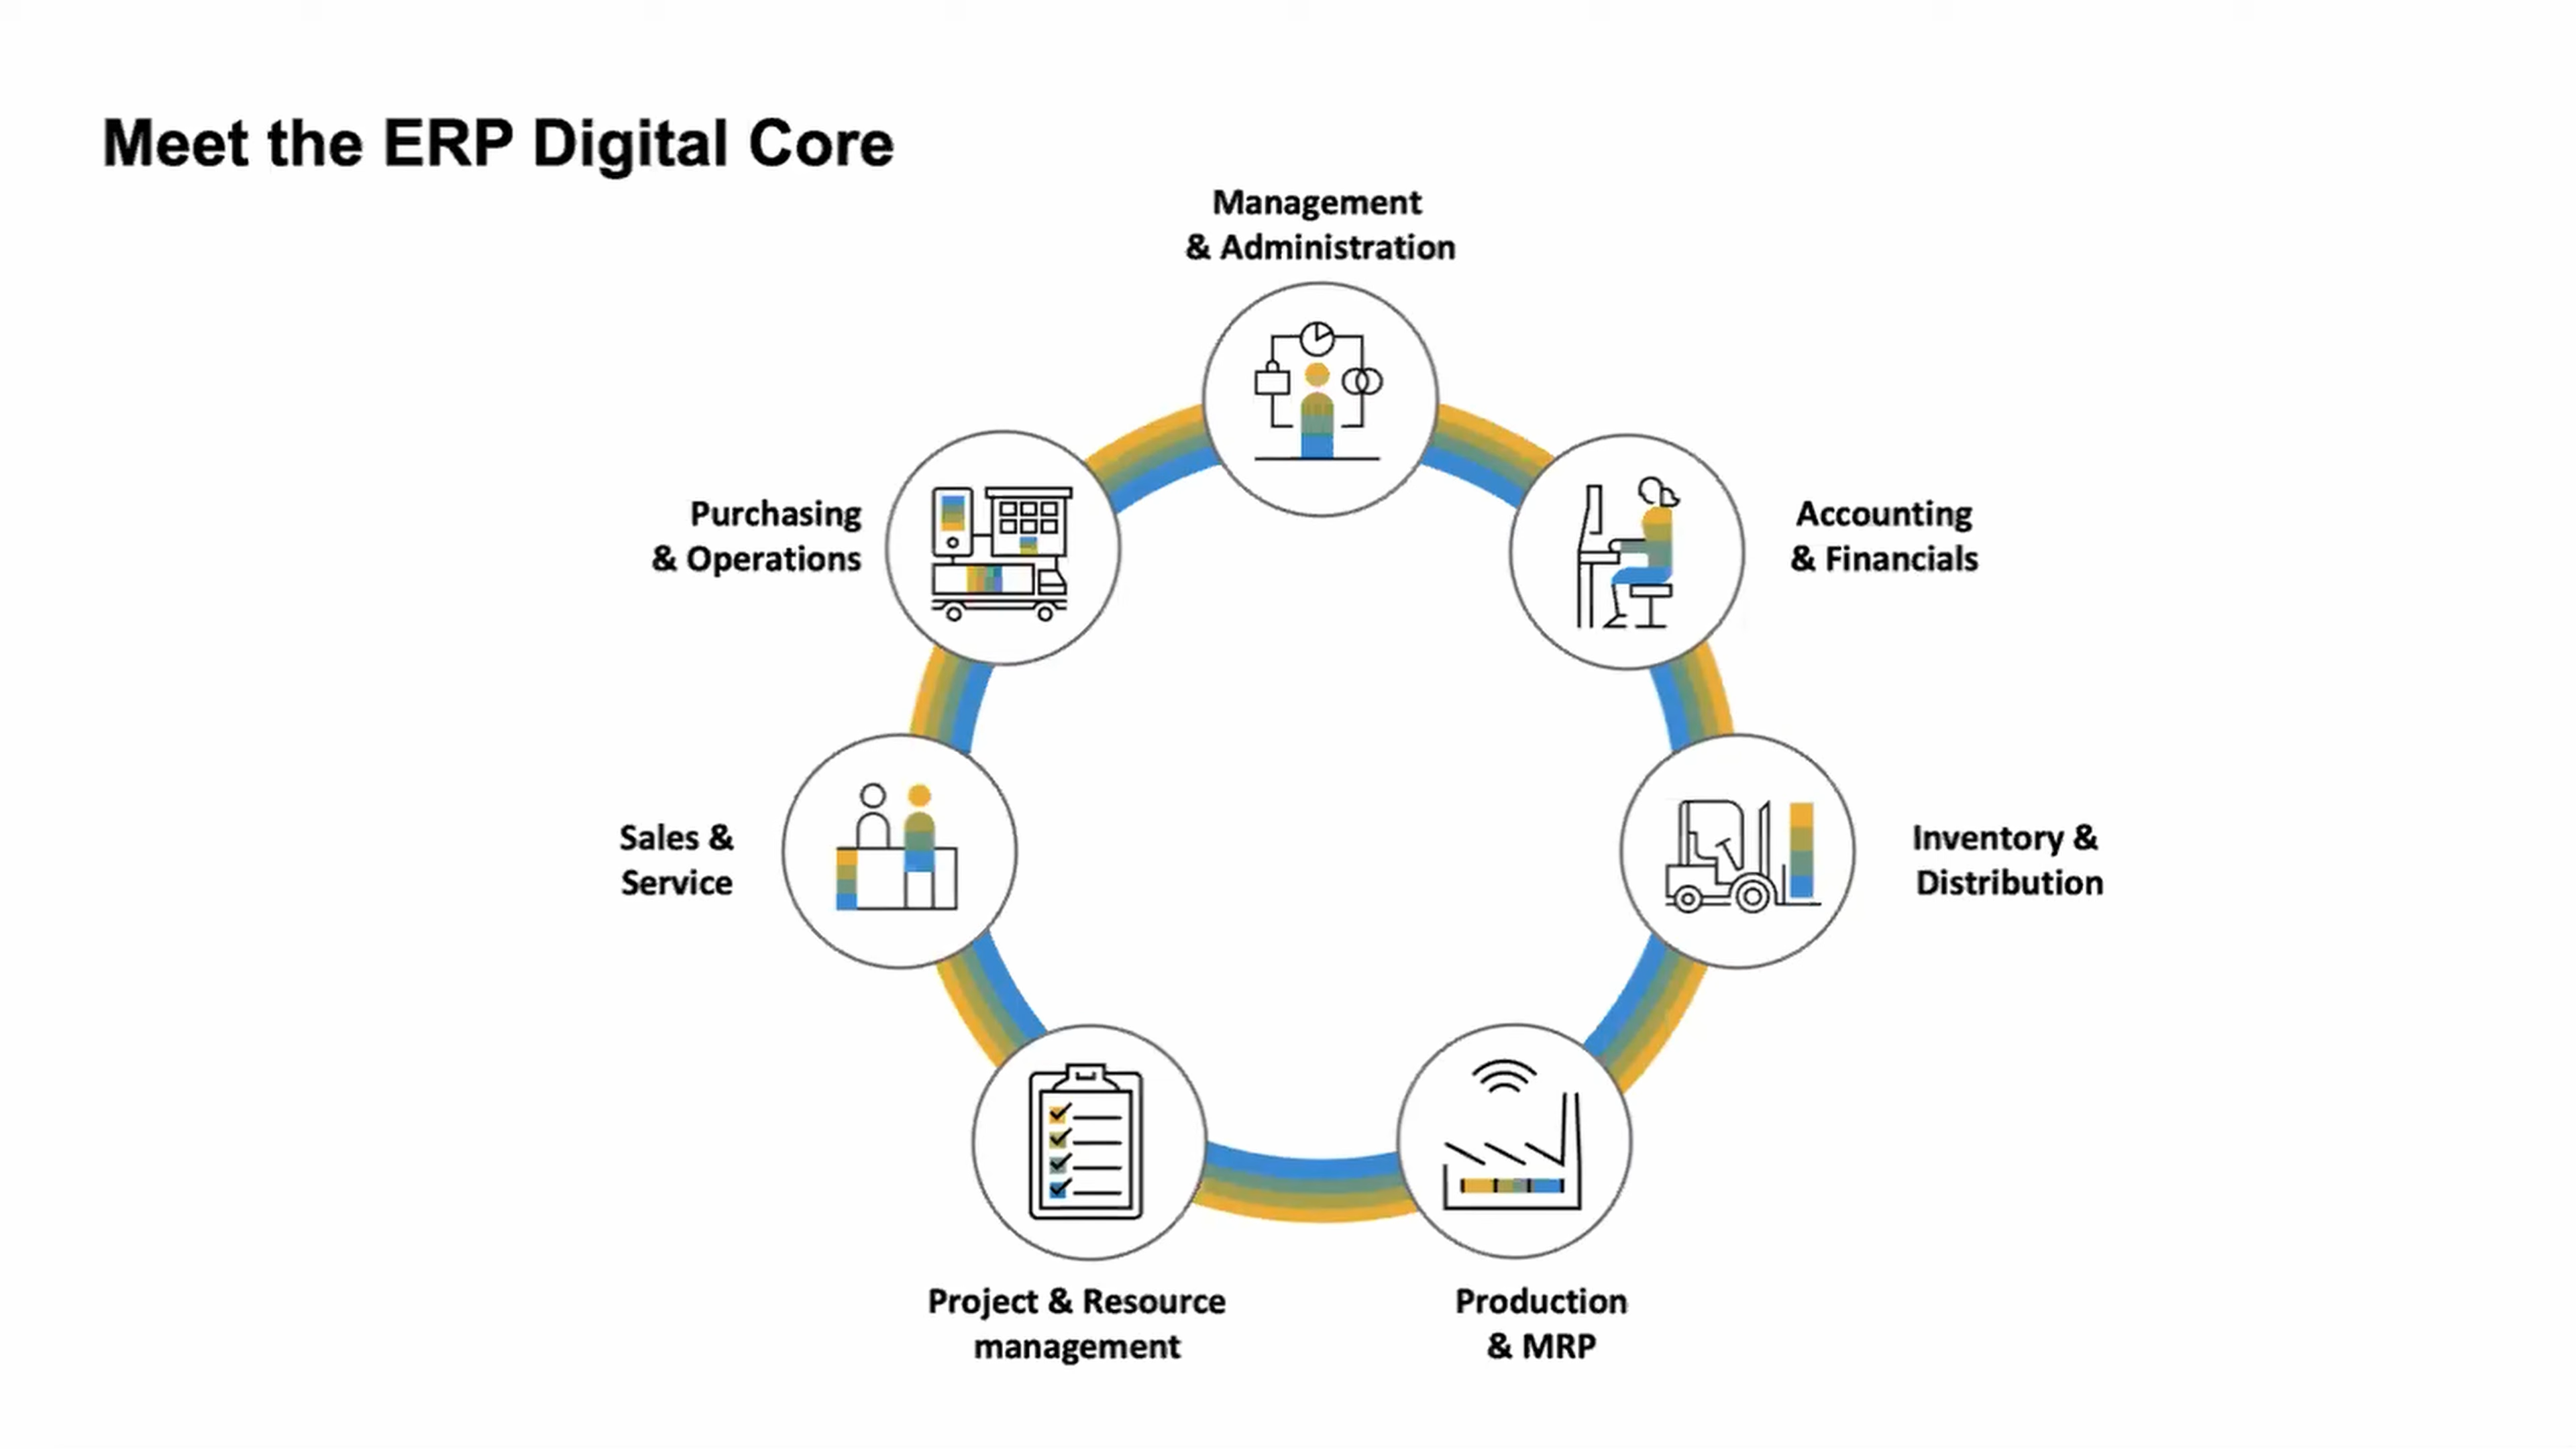 Meet the ERP Digital Core
Management
& Administration
Purchasing
& Operations
Accounting
& Financials
Sales &
Service
Inventory &
Distribution
Project & Resource
management
Production
& MRP